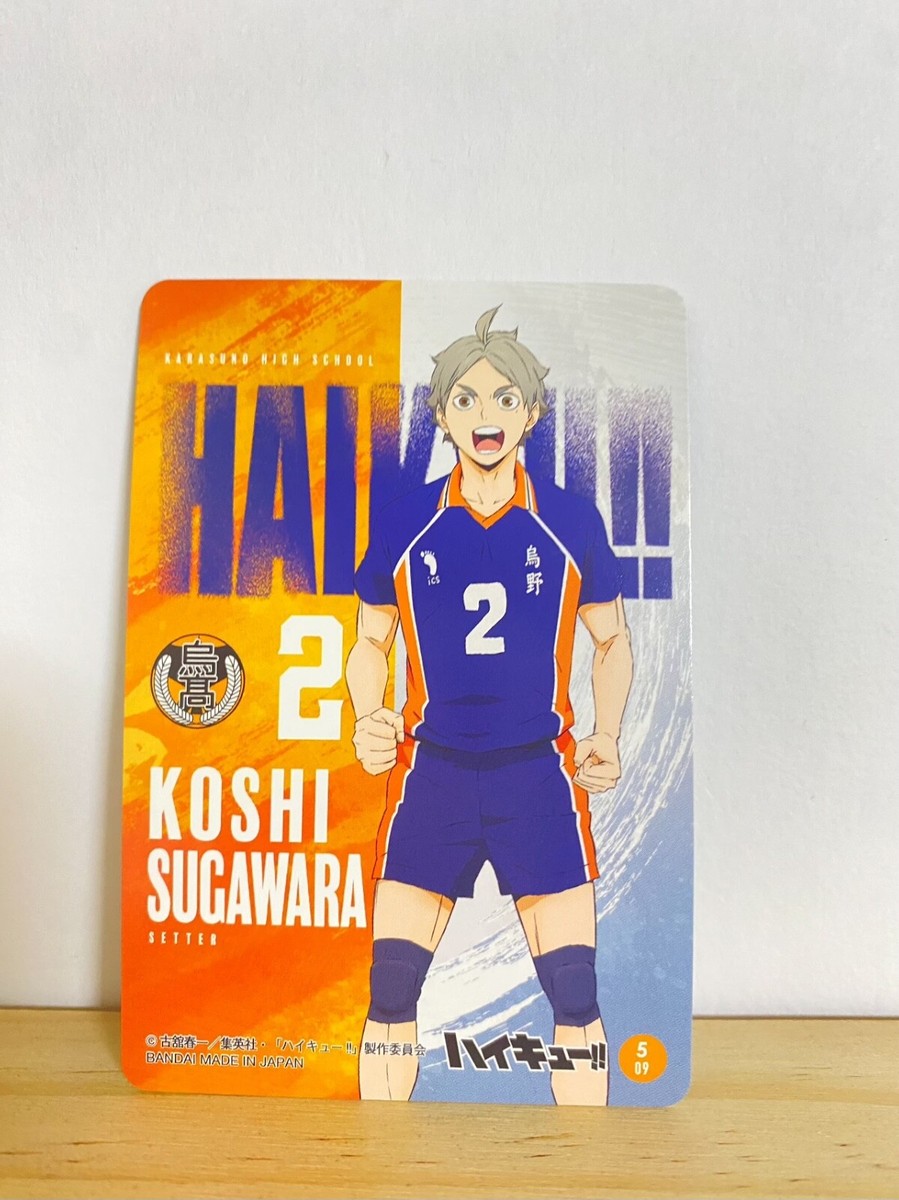 KARASUNO HIGH SCHOOL
HAIKYU!!
iCS
烏野
2
2
烏高
KOSHI
SUGAWARA
SETTER
© 古舘春一/集英社・「ハイキュー!!」製作委員会
BANDAI MADE IN JAPAN
ハイキュー!!
5
09